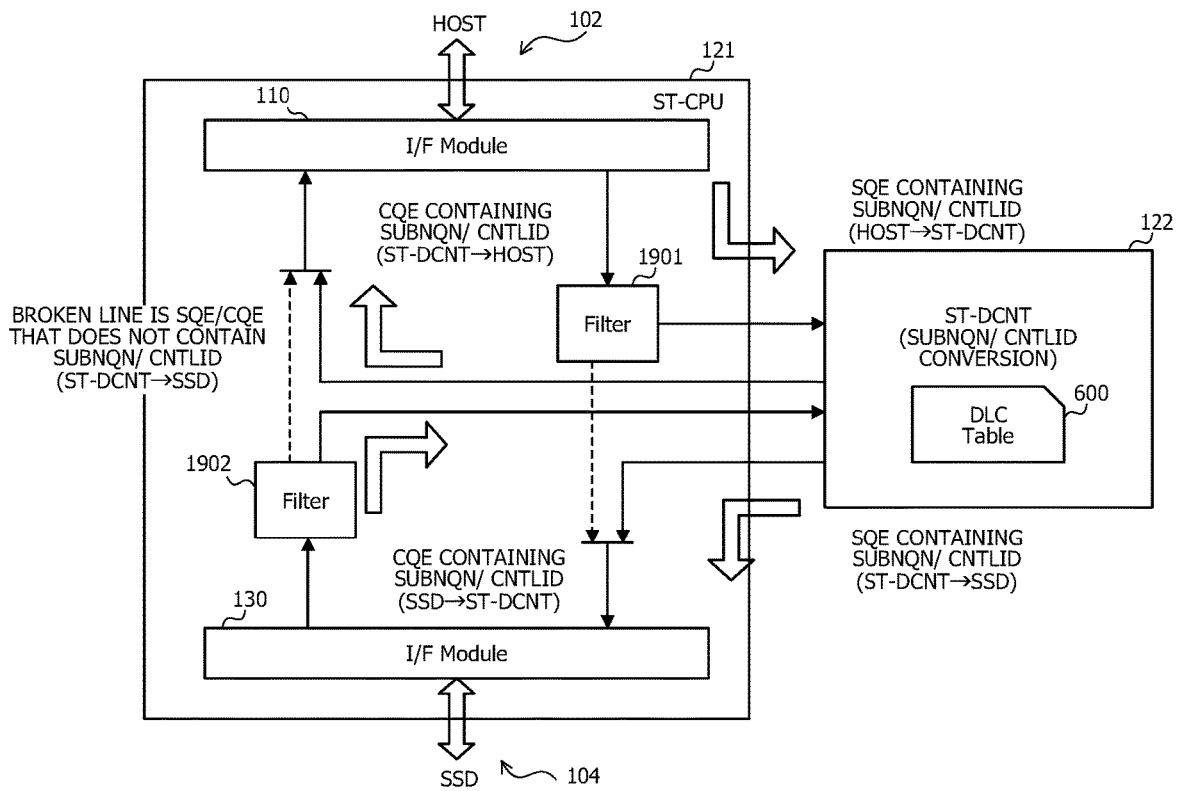 HOST
102
121
ST-CPU
110
I/F Module
CQE CONTAINING
SUBNQN/ CNTLID
(ST-DCNT→HOST)
SQE CONTAINING
SUBNQN/ CNTLID
(HOST→ST-DCNT)
122
1901
Filter
BROKEN LINE IS SQE/CQE
THAT DOES NOT CONTAIN
SUBNQN/ CNTLID
(ST-DCNT→SSD)
ST-DCNT
(SUBNQN/ CNTLID
CONVERSION)
600
DLC
Table
1902
Filter
CQE CONTAINING
SUBNQN/ CNTLID
(SSD→ST-DCNT)
SQE CONTAINING
SUBNQN/ CNTLID
(ST-DCNT→SSD)
130
I/F Module
SSD
104